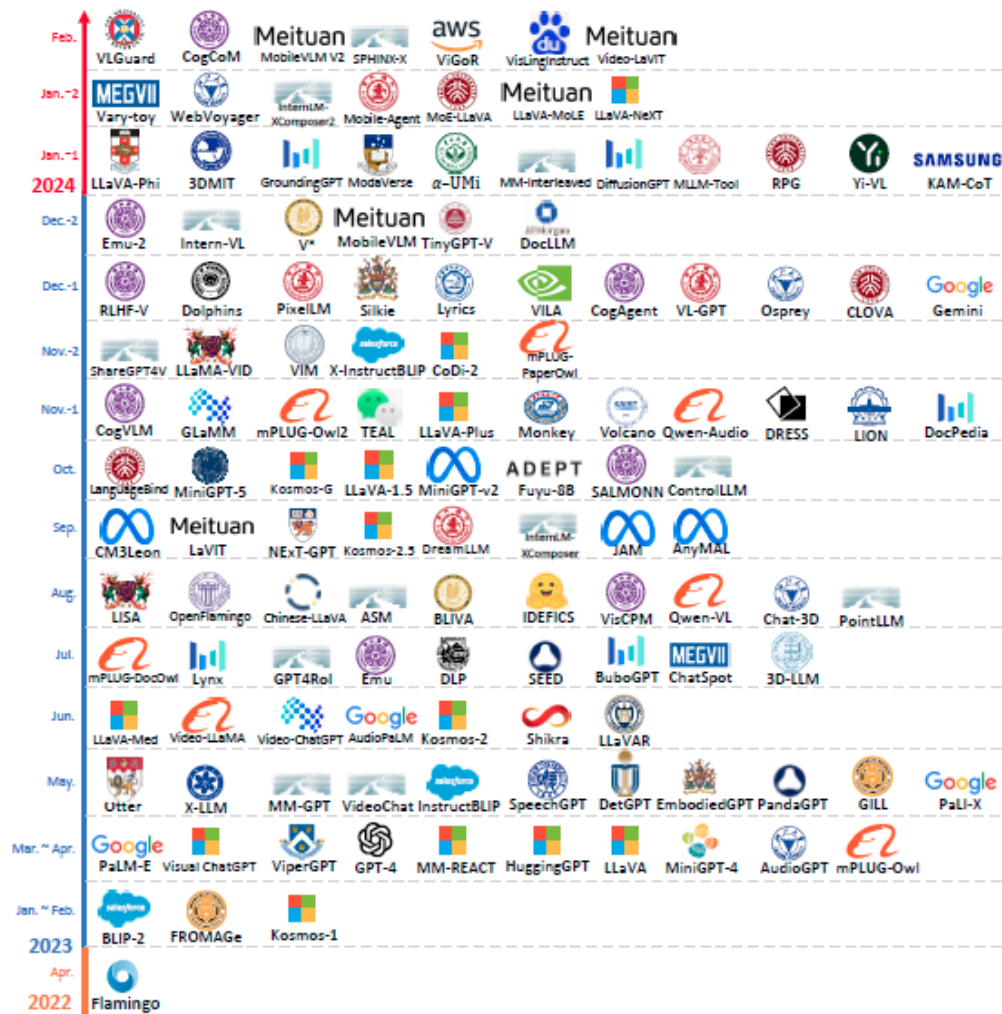 Feb.
aws
du
Meituan
Meituan
VLGuard CogCoM MobileVLM V2 SPHINX-X ViGoR VisLingInstruct Video-LaVIT
Jan.-2
MEGVII
Meituan
Vary-toy WebVoyager InternLM-XComposer2 Mobile-Agent MoE-LLaVA LLaVA-MoLE LLaVA-NeXT
Jan.-1
Yi
SAMSUNG
2024
LLaVA-Phi 3DMIT GroundingGPT ModaVerse α-UMi MM-Interleaved DiffusionGPT MLLM-Tool RPG Yi-VL KAM-CoT
Dec.-2
Meituan
Emu-2 Intern-VL V* MobileVLM TinyGPT-V DocLLM
Dec.-1
Google
RLHF-V Dolphins PixelLM Silkie Lyrics VILA CogAgent VL-GPT Osprey CLOVA Gemini
Nov.-2
salesforce
ShareGPT4V LLaMA-VID VIM X-InstructBLIP CoDi-2 mPLUG-PaperOwl
Nov.-1
CogVLM GLaMM mPLUG-Owl2 TEAL LLaVA-Plus Monkey Volcano Qwen-Audio DRESS LION DocPedia
Oct.
ADEPT
LanguageBind MiniGPT-5 Kosmos-G LLaVA-1.5 MiniGPT-v2 Fuyu-8B SALMONN ControlLLM
Sep.
Meituan
CM3Leon LaVIT NExT-GPT Kosmos-2.5 DreamLLM InternLM-XComposer JAM AnyMAL
Aug.
LISA OpenFlamingo Chinese-LLaVA ASM BLIVA IDEFICS VisCPM Qwen-VL Chat-3D PointLLM
Jul.
MEGVII
mPLUG-DocOwl Lynx GPT4RoI Emu DLP SEED BuboGPT ChatSpot 3D-LLM
Jun.
Google
LLaVA-Med Video-LLaMA Video-ChatGPT AudioPaLM Kosmos-2 Shikra LLaVAR
May.
salesforce
Google
Otter X-LLM MM-GPT VideoChat InstructBLIP SpeechGPT DetGPT EmbodiedGPT PandaGPT GILL PaLI-X
Mar. ~ Apr.
Google
PaLM-E Visual ChatGPT ViperGPT GPT-4 MM-REACT HuggingGPT LLaVA MiniGPT-4 AudioGPT mPLUG-Owl
Jan. ~ Feb.
salesforce
2023
BLIP-2 FROMAGe Kosmos-1
Apr.
2022
Flamingo